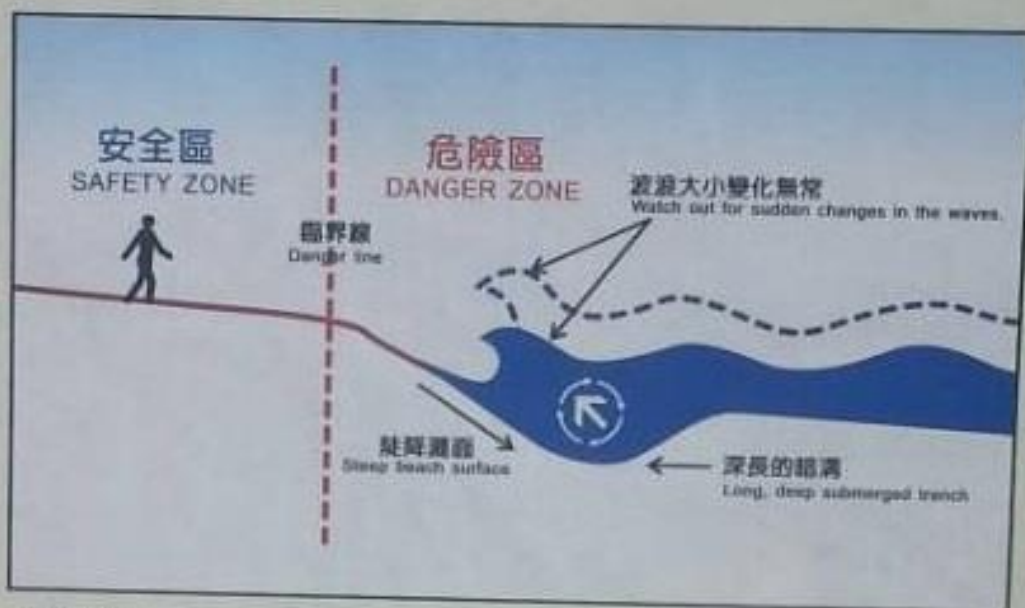 安全區
SAFETY ZONE
危險區
DANGER ZONE
臨界線
Danger line
波浪大小變化無常
Watch out for sudden changes in the waves.
陡降灘面
Steep beach surface
深長的暗溝
Long, deep submerged trench